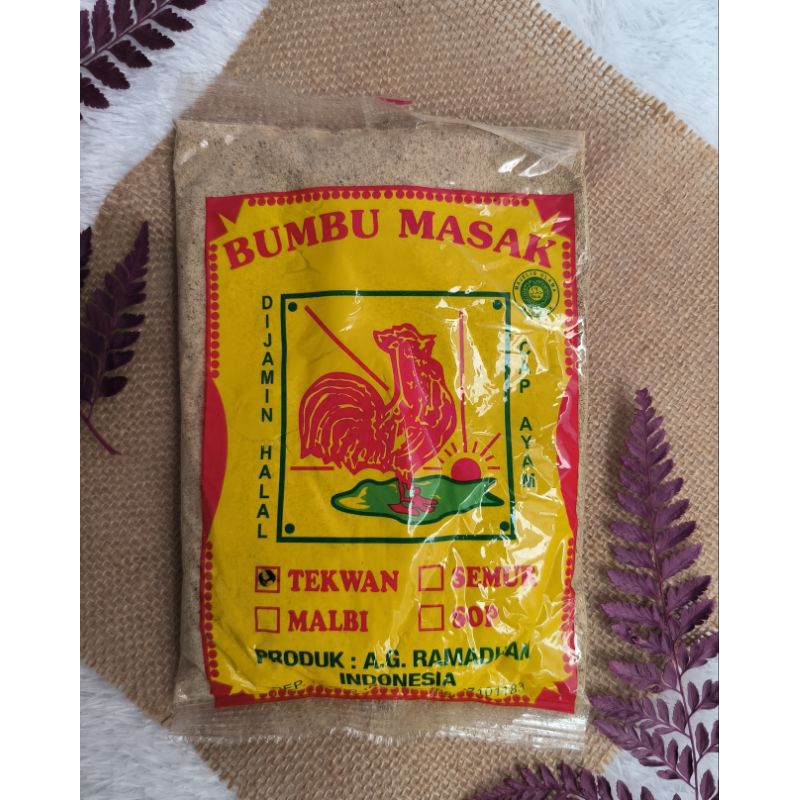 BUMBU MASAK
DIJAMIN HALAL
CAP AYAM
TEKWAN
SEMUR
MALBI
SOP
PRODUK : A.G. RAMADHAN
INDONESIA